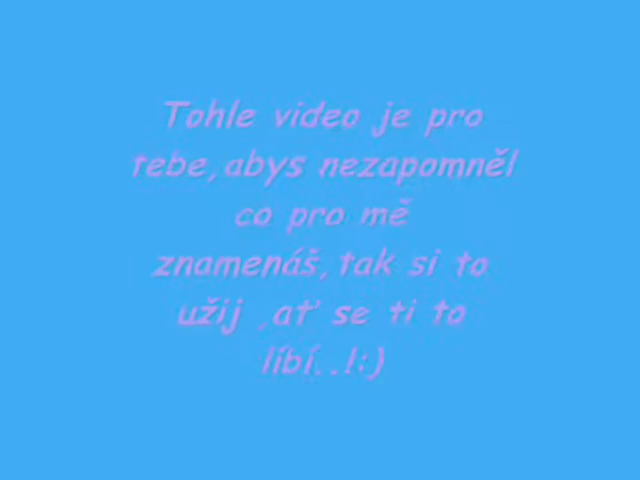 Tohle video je pro
tebe,abys nezapomněl
co pro mě
znamenáš,tak si to
užij ,ať se ti to
líbí..!:)